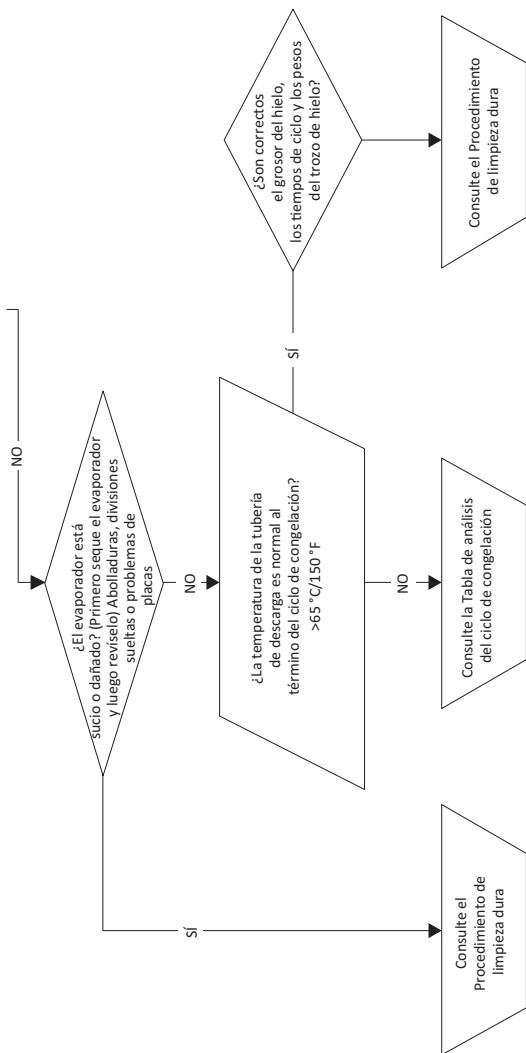 NO
¿El evaporador está
sucio o dañado? (Primero seque el evaporador
y luego revíselo) Abolladuras, divisiones
sueltas o problemas de
placas
SÍ
NO
Consulte el
Procedimiento de
limpieza dura
¿La temperatura de la tubería
de descarga es normal al
término del ciclo de congelación?
>65 °C/150 °F
NO
SÍ
Consulte la Tabla de análisis
del ciclo de congelación
¿Son correctos
el grosor del hielo,
los tiempos de ciclo y los pesos
del trozo de hielo?
Consulte el Procedimiento
de limpieza dura